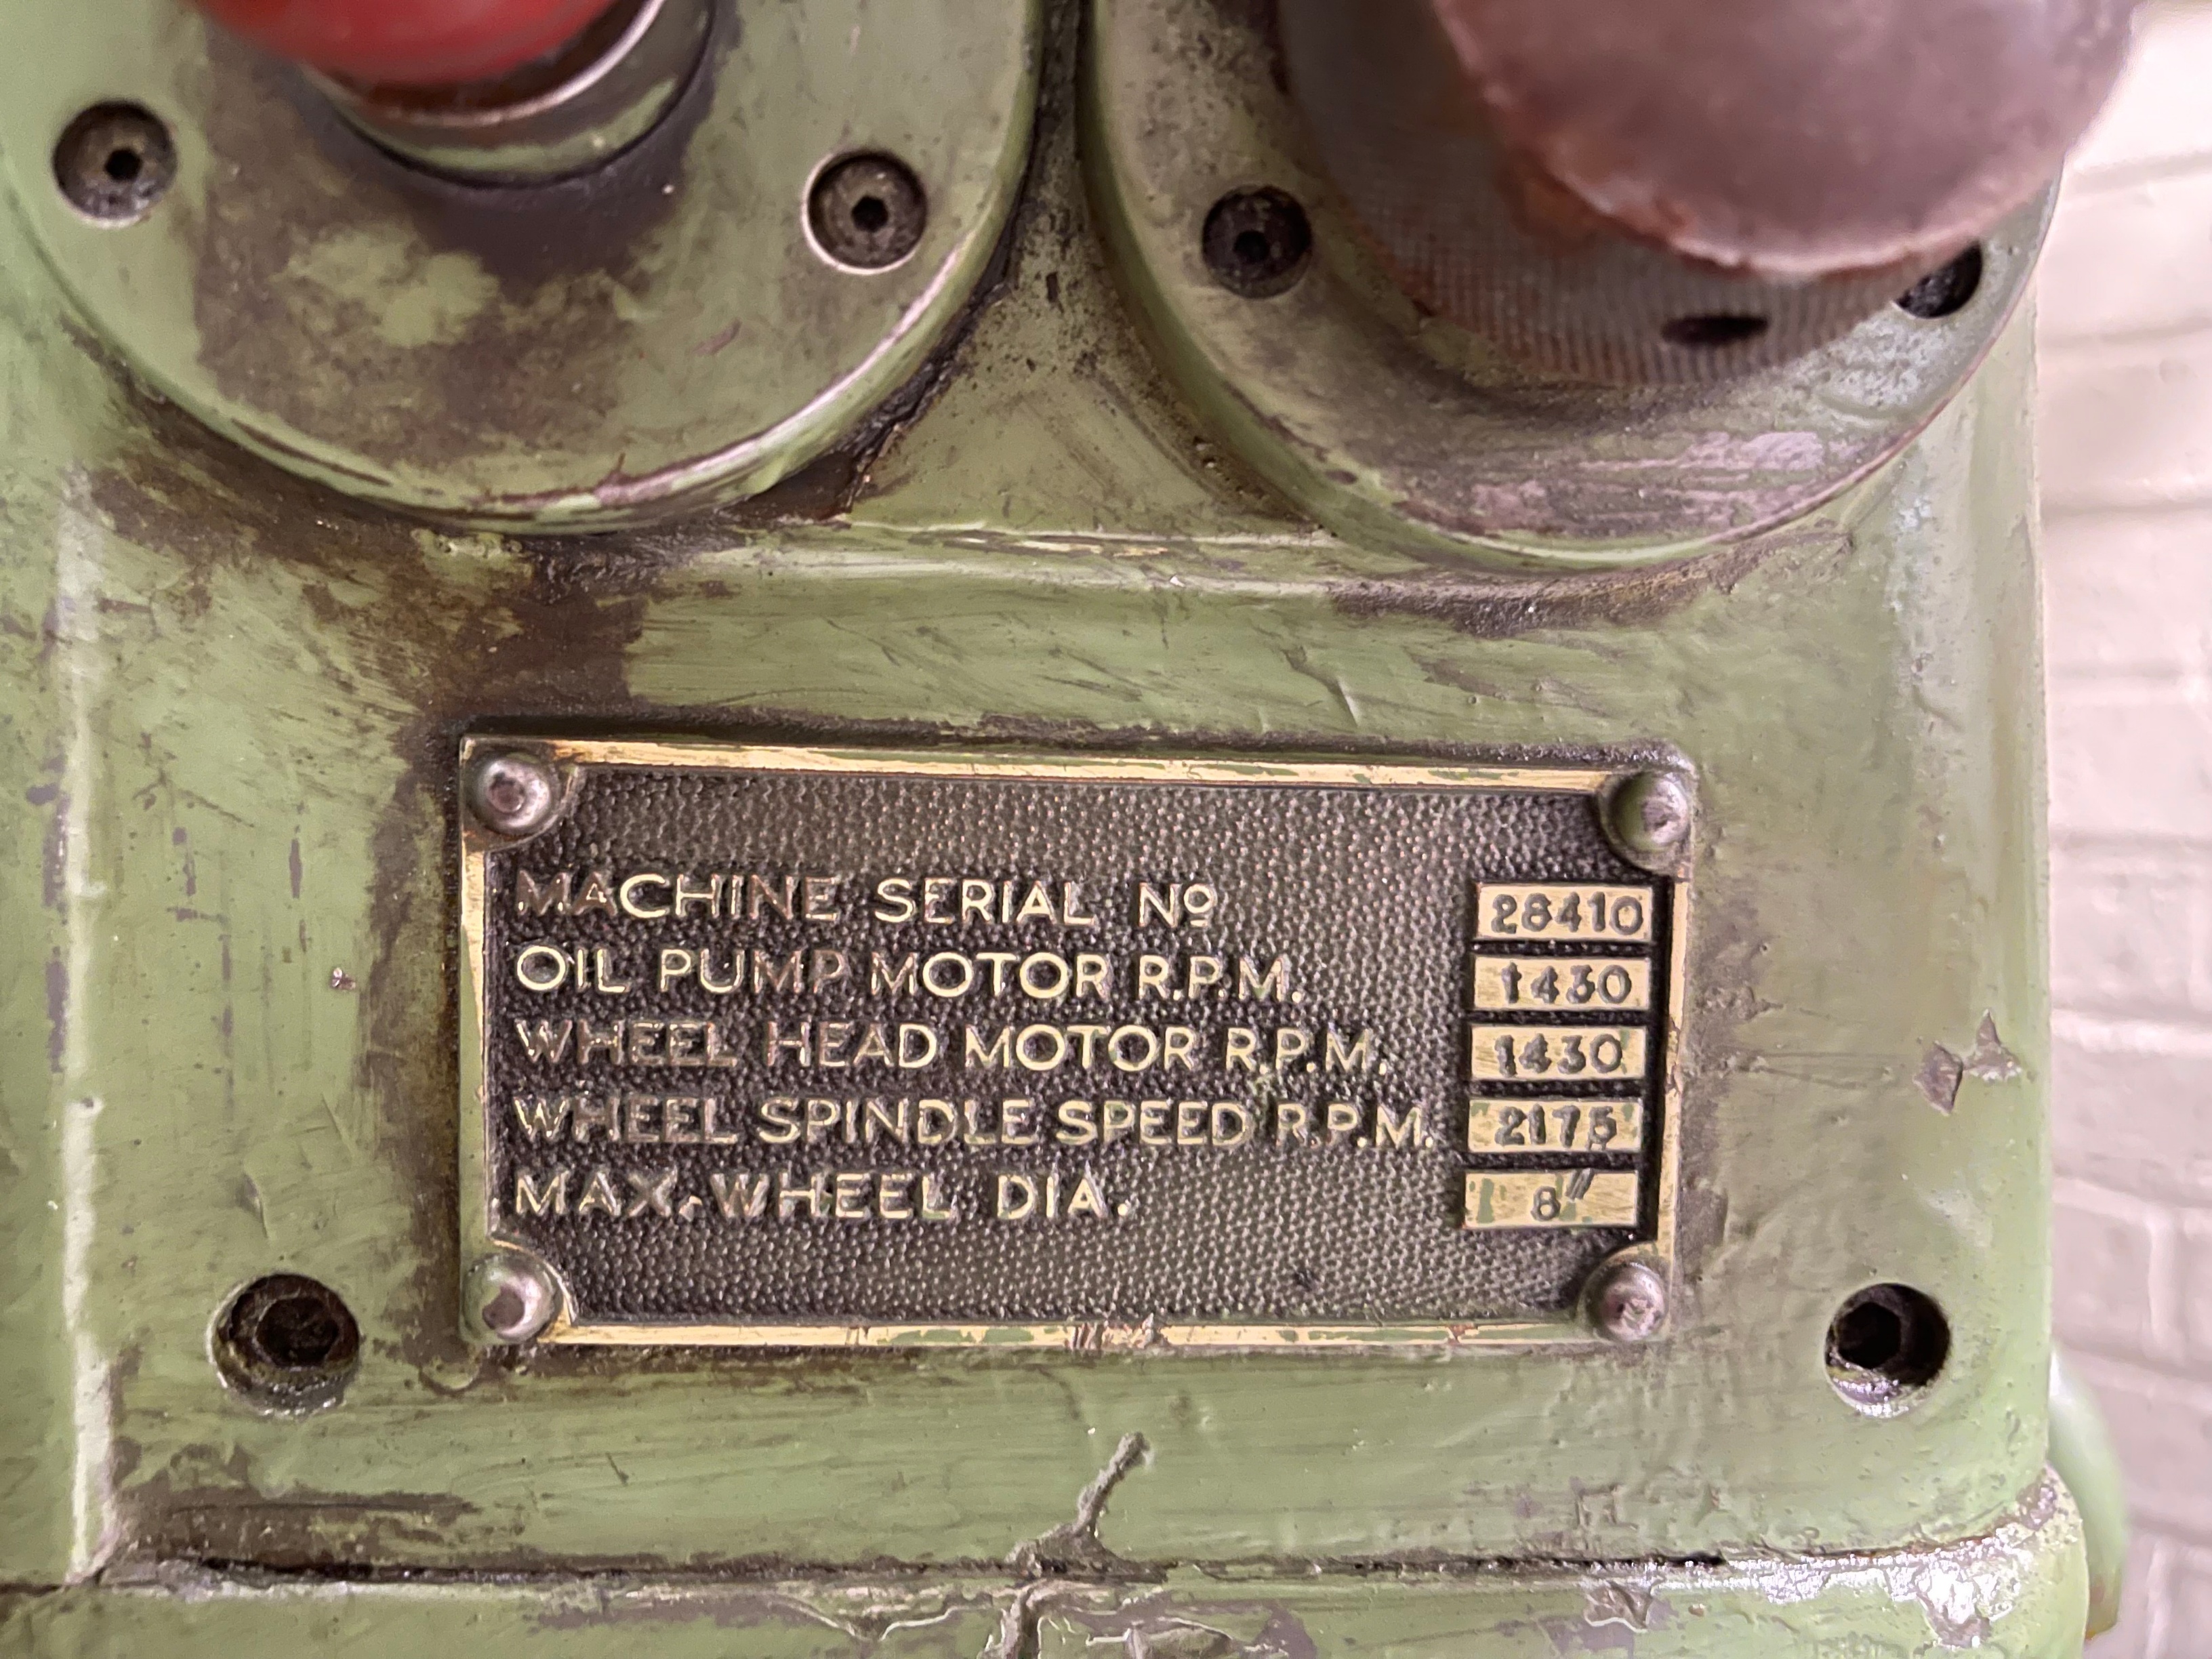 MACHINE SERIAL Nº 28410
OIL PUMP MOTOR R.P.M. 1430
WHEEL HEAD MOTOR R.P.M. 1430
WHEEL SPINDLE SPEED R.P.M. 2175
MAX. WHEEL DIA. 8"